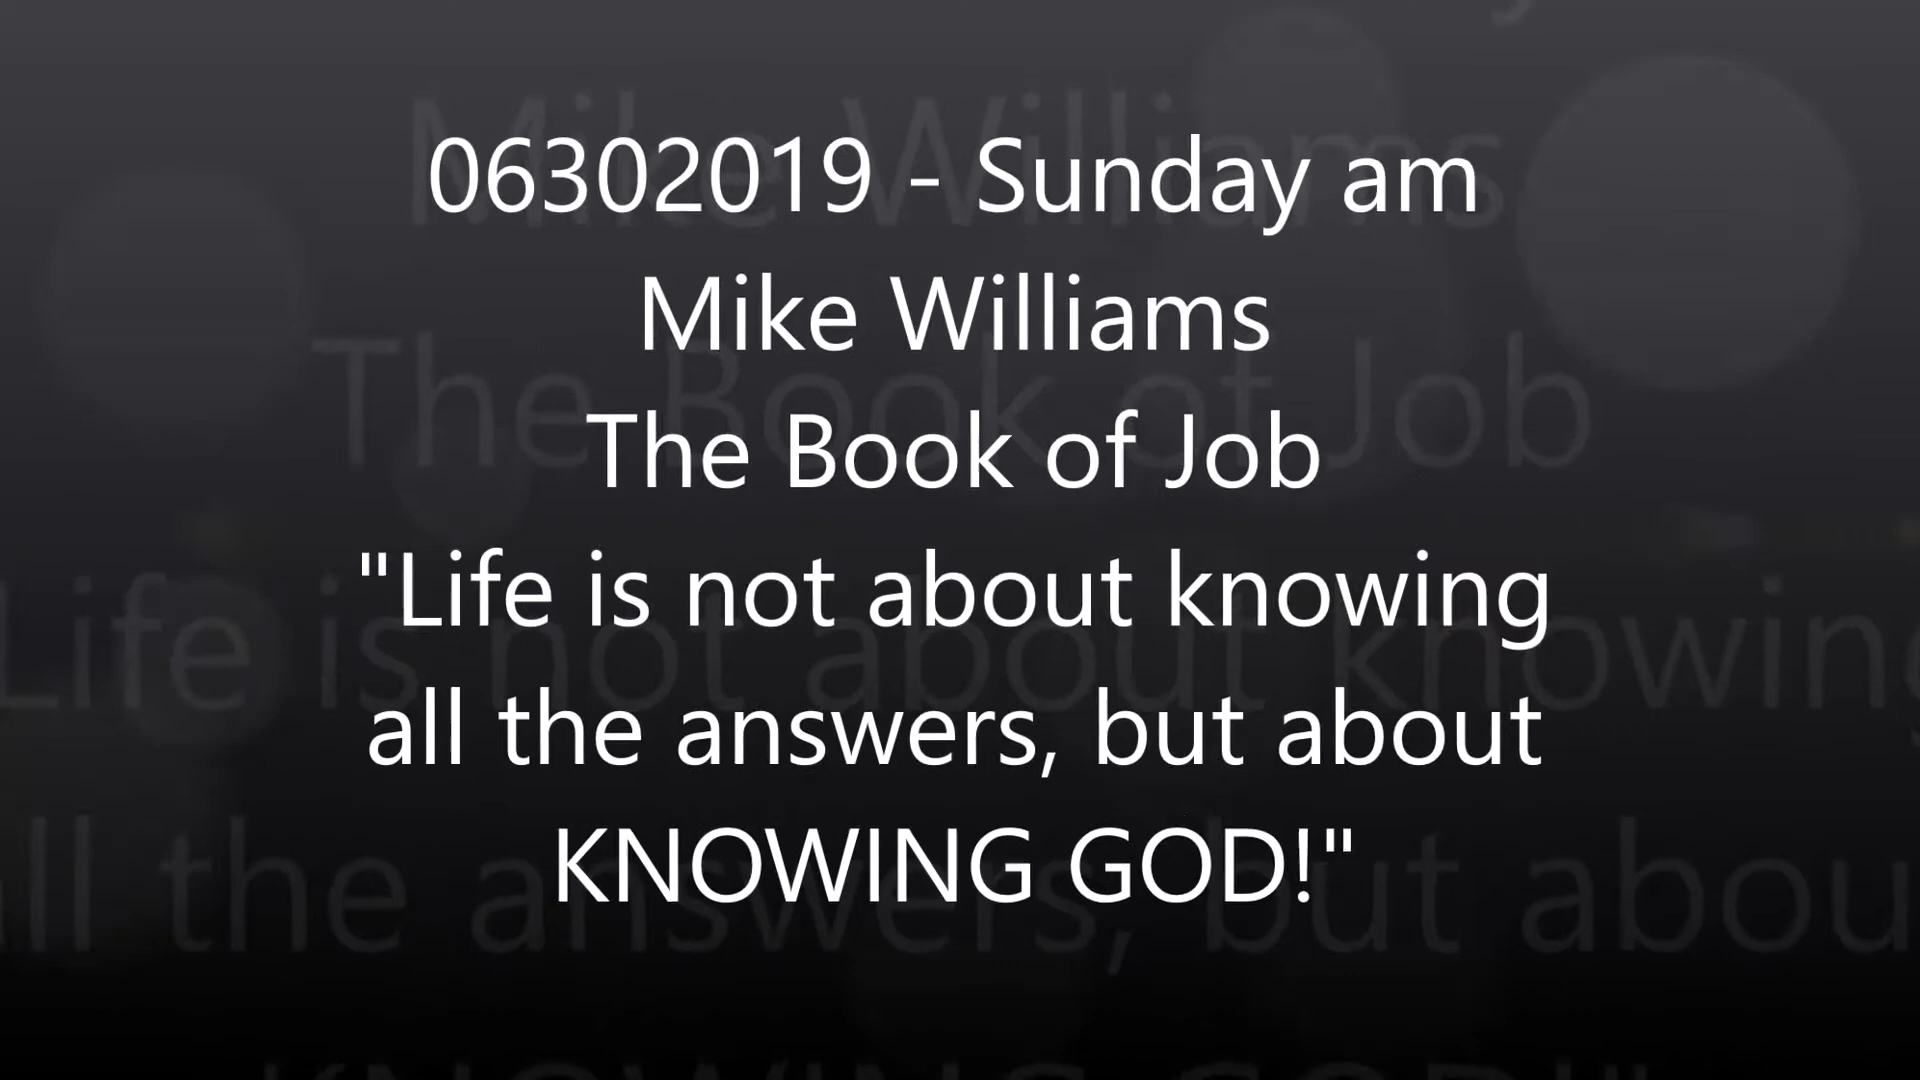 06302019 - Sunday am
Mike Williams
The Book of Job
"Life is not about knowing
all the answers, but about
KNOWING GOD!"